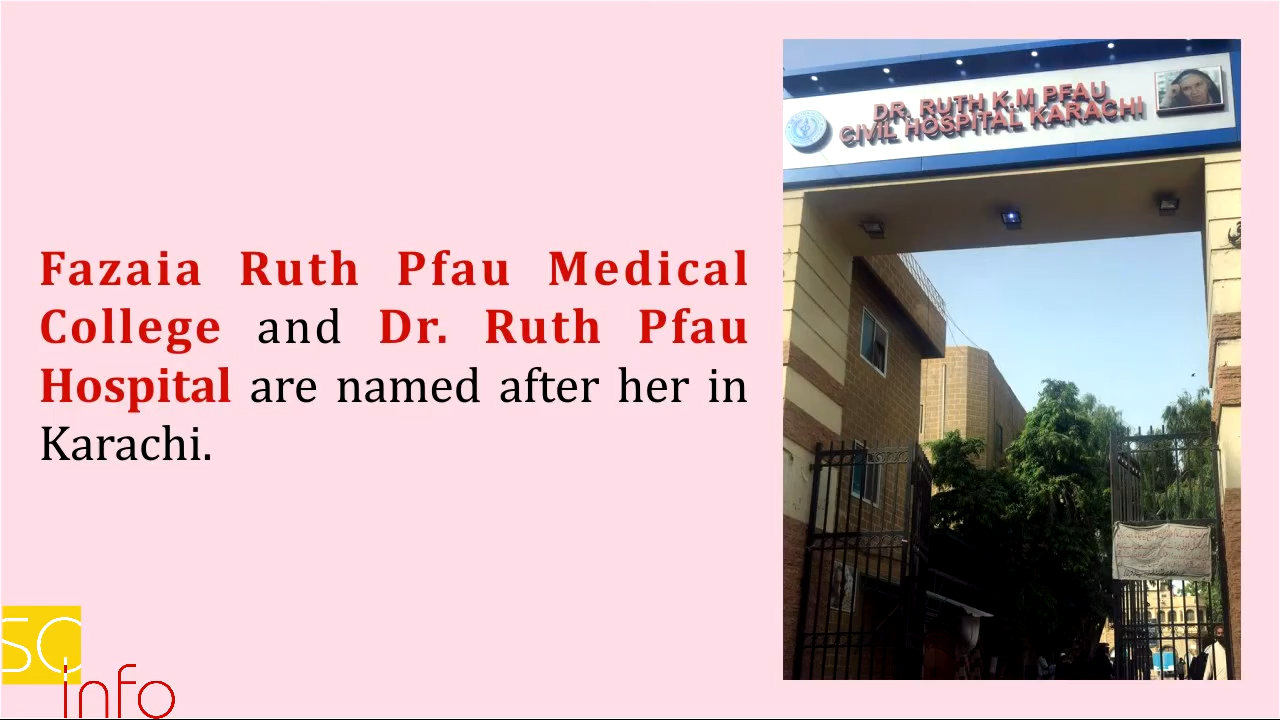 Fazaia Ruth Pfau Medical
College and Dr. Ruth Pfau
Hospital are named after her in
Karachi.
DR. RUTH K.M PFAU
CIVIL HOSPITAL KARACHI
SC
info